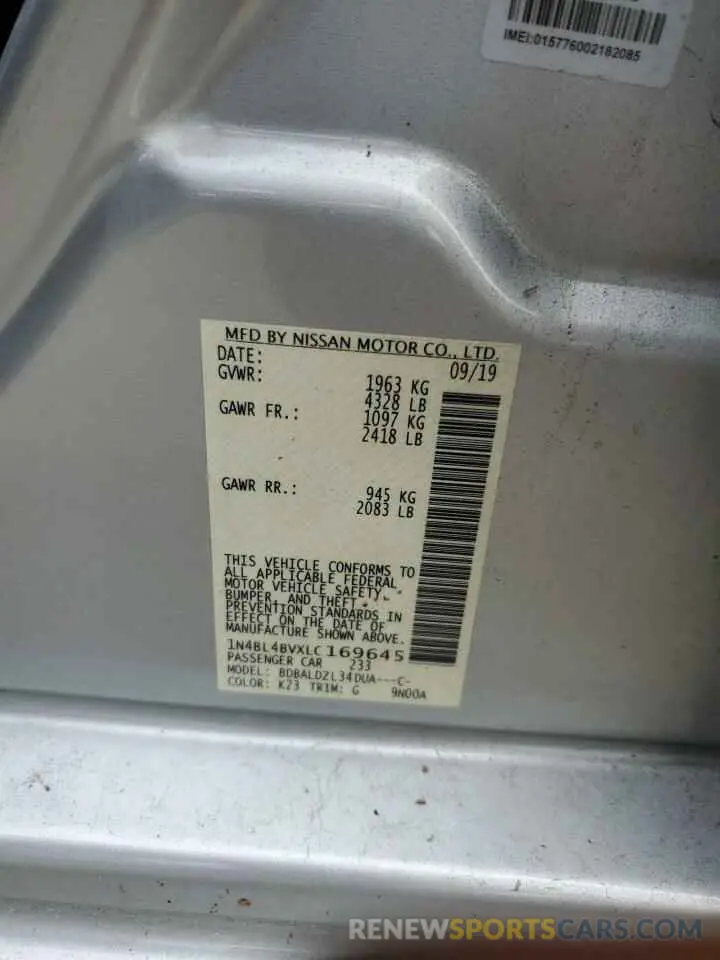 IMEI:015776002182085
MFD BY NISSAN MOTOR CO., LTD.
DATE: 09/19
GVWR: 1963 KG
4328 LB
GAWR FR.: 1097 KG
2418 LB
GAWR RR.: 945 KG
2083 LB
THIS VEHICLE CONFORMS TO
ALL APPLICABLE FEDERAL
MOTOR VEHICLE SAFETY,
BUMPER, AND THEFT
PREVENTION STANDARDS IN
EFFECT ON THE DATE OF
MANUFACTURE SHOWN ABOVE.
1N4BL4BVXLC169645
PASSENGER CAR 233
MODEL: BDBALDZL34DUA---C-
COLOR: K23 TRIM: G 9N00A
RENEWSPORTSCARS.COM